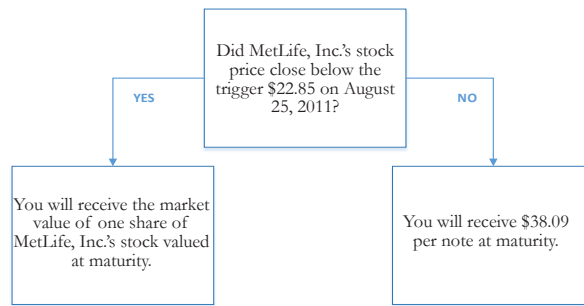 Did MetLife, Inc.'s stock
price close below the
trigger $22.85 on August
25, 2011?
YES
NO
You will receive the market
value of one share of
MetLife, Inc.'s stock valued
at maturity.
You will receive $38.09
per note at maturity.